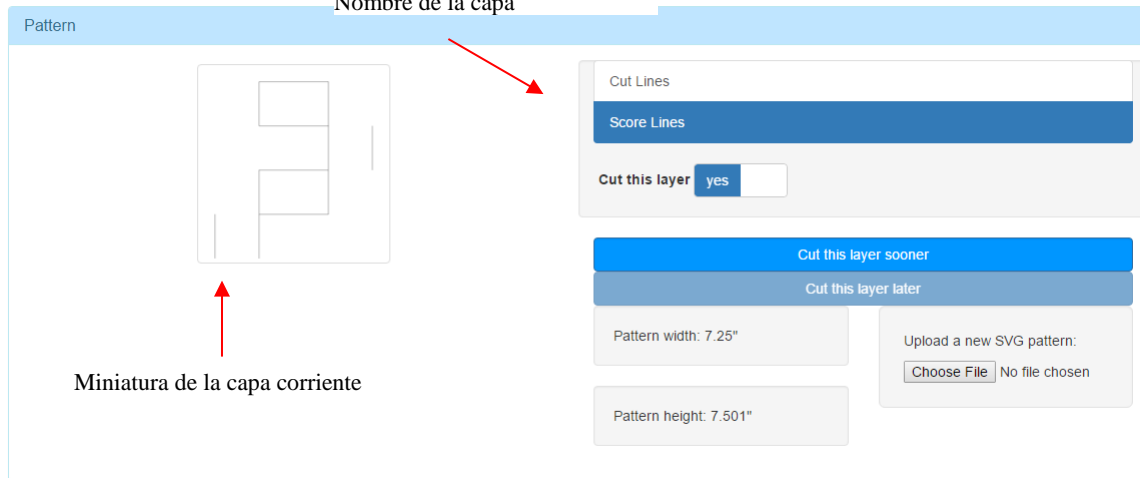 Nombre de la capa
Pattern
Cut Lines
Score Lines
Cut this layer yes
Cut this layer sooner
Cut this layer later
Pattern width: 7.25"
Upload a new SVG pattern:
Choose File No file chosen
Miniatura de la capa corriente
Pattern height: 7.501"